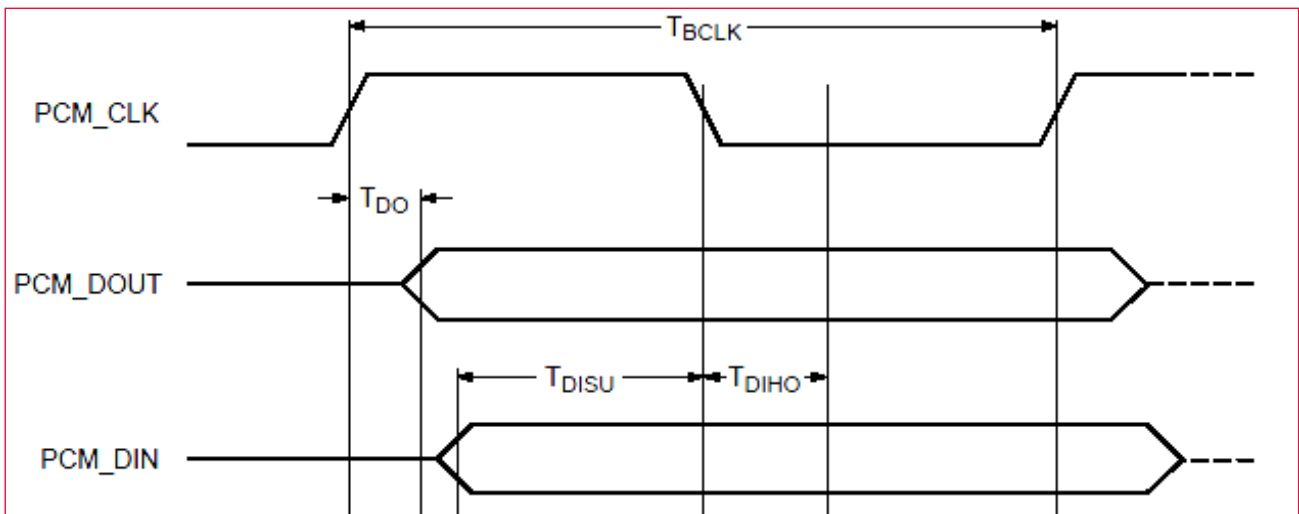 TBCLK
PCM_CLK
TDO
PCM_DOUT
TDISU
TDIHO
PCM_DIN